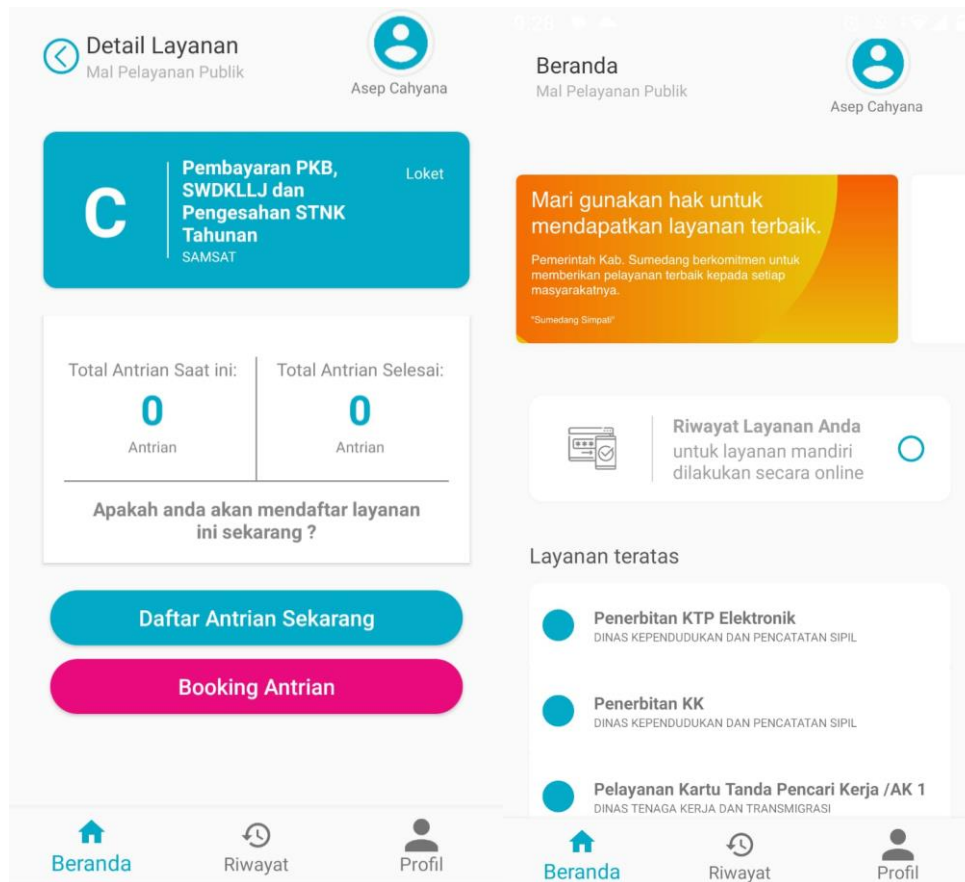 Detail Layanan
Mal Pelayanan Publik
Asep Cahyana
C
Pembayaran PKB,
SWDKLLJ dan
Pengesahan STNK
Tahunan
SAMSAT
Loket
Total Antrian Saat ini:
0
Antrian
Total Antrian Selesai:
0
Antrian
Apakah anda akan mendaftar layanan
ini sekarang ?
Daftar Antrian Sekarang
Booking Antrian
Beranda
Riwayat
Profil
9:28
Beranda
Mal Pelayanan Publik
Asep Cahyana
Mari gunakan hak untuk
mendapatkan layanan terbaik.
Pemerintah Kab. Sumedang berkomitmen untuk
memberikan pelayanan terbaik kepada setiap
masyarakatnya.
"Sumedang Simpati"
Riwayat Layanan Anda
untuk layanan mandiri
dilakukan secara online
Layanan teratas
Penerbitan KTP Elektronik
DINAS KEPENDUDUKAN DAN PENCATATAN SIPIL
Penerbitan KK
DINAS KEPENDUDUKAN DAN PENCATATAN SIPIL
Pelayanan Kartu Tanda Pencari Kerja /AK 1
DINAS TENAGA KERJA DAN TRANSMIGRASI
Beranda
Riwayat
Profil